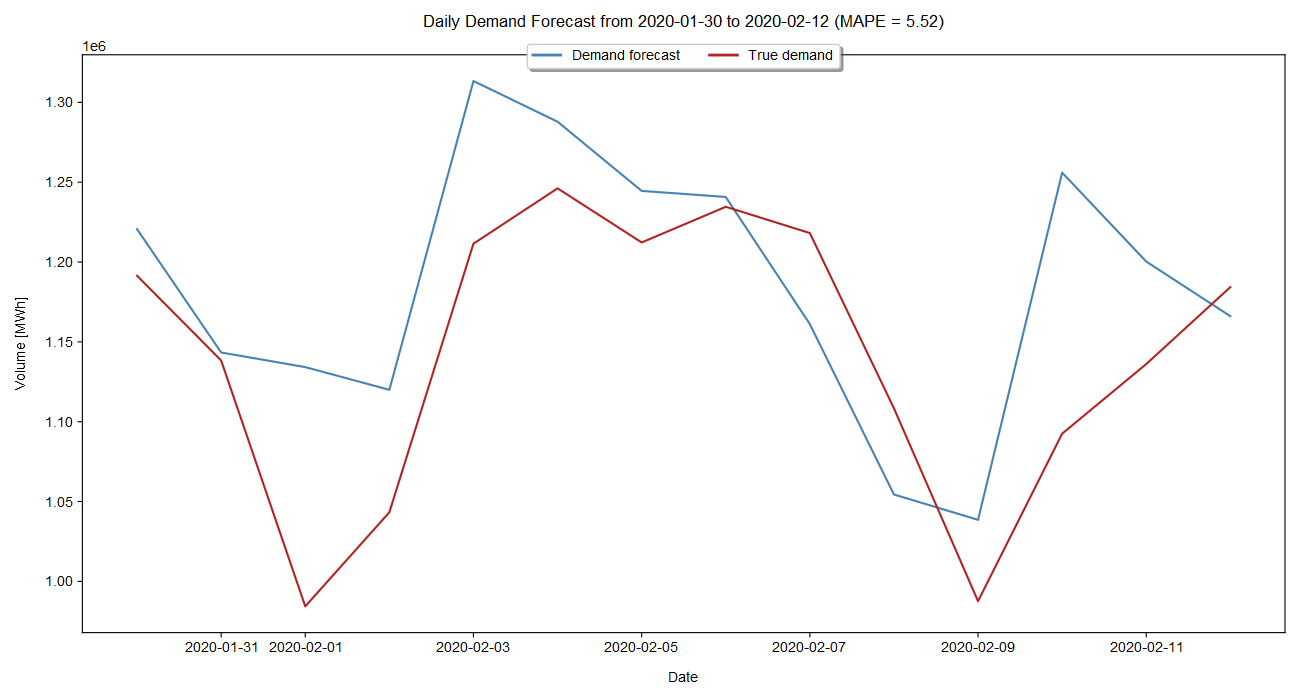 Daily Demand Forecast from 2020-01-30 to 2020-02-12 (MAPE = 5.52)
1e6
Demand forecast True demand
1.30
1.25
1.20
1.15
1.10
1.05
1.00
Volume [MWh]
2020-01-31 2020-02-01 2020-02-03 2020-02-05 2020-02-07 2020-02-09 2020-02-11
Date